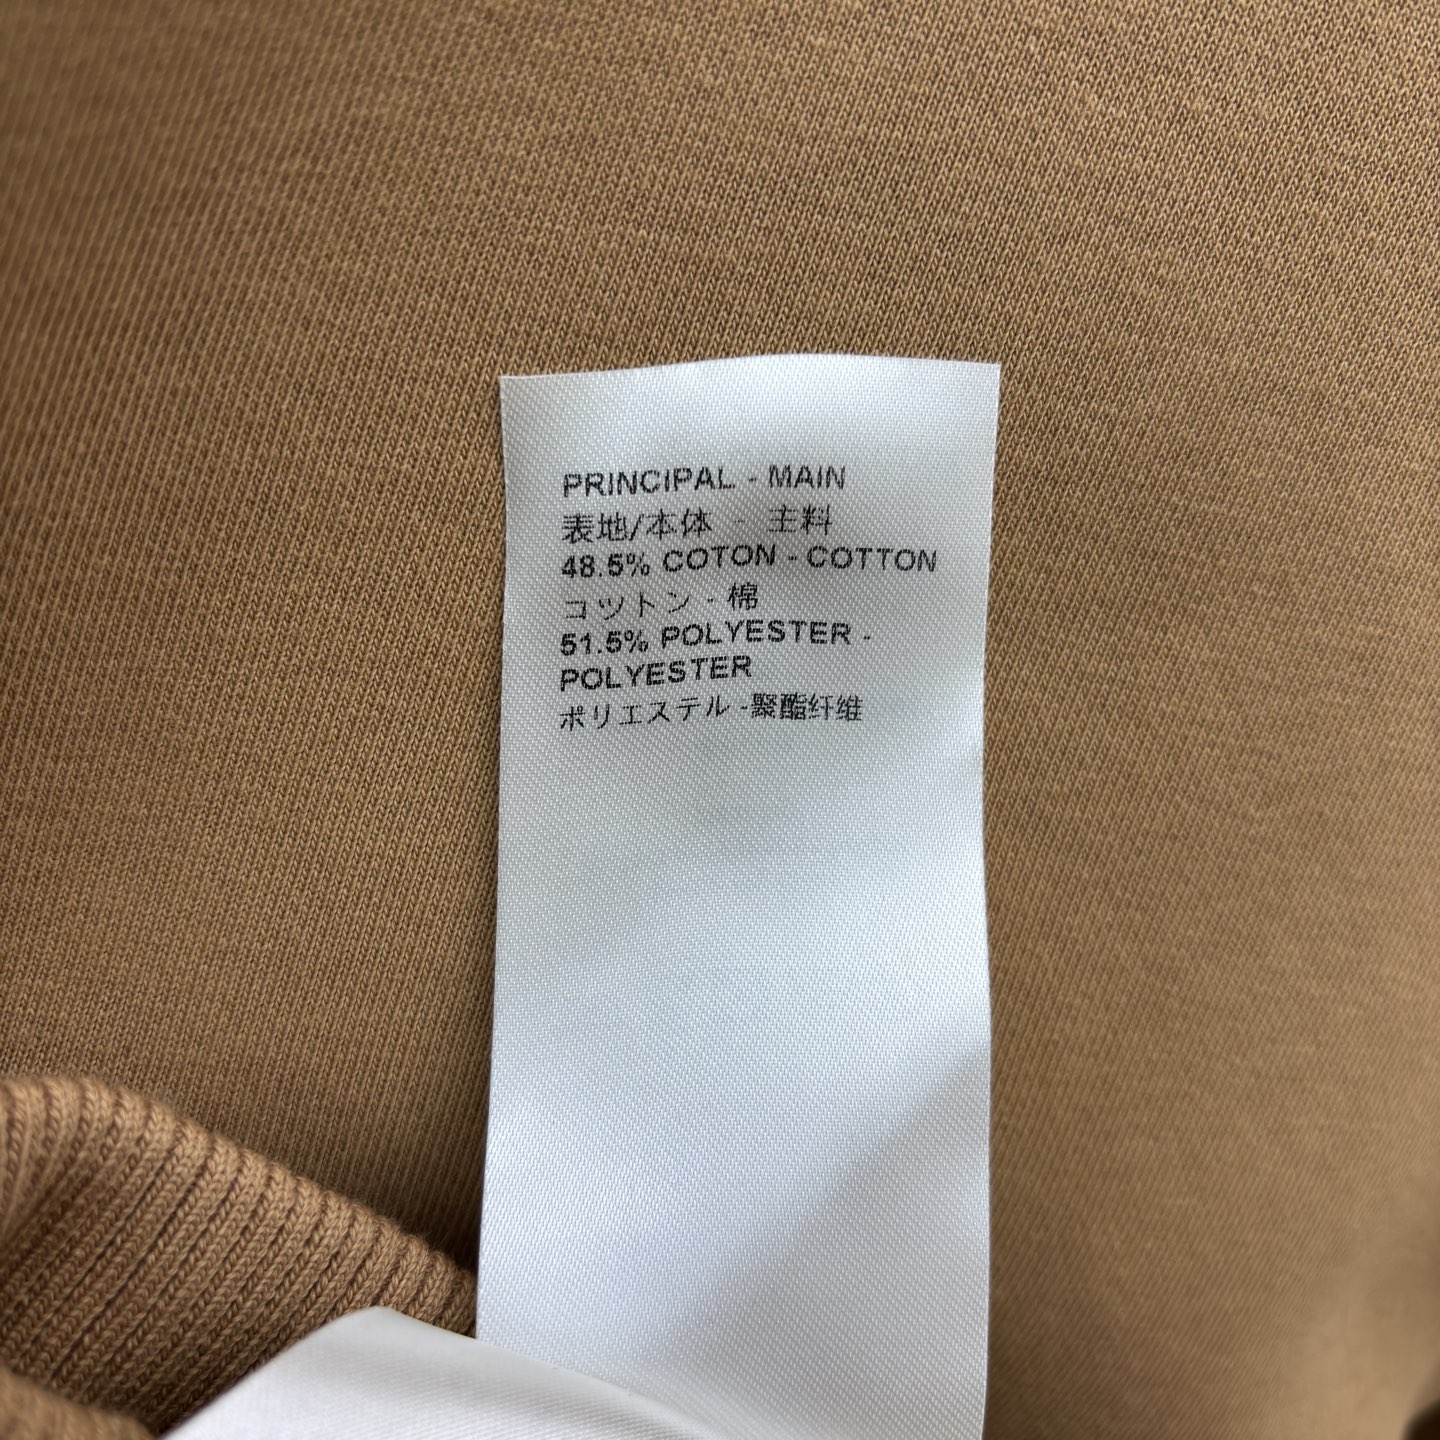 PRINCIPAL - MAIN
表地/本体 - 主料
48.5% COTON - COTTON
コットン - 棉
51.5% POLYESTER -
POLYESTER
ポリエステル -聚酯纤维